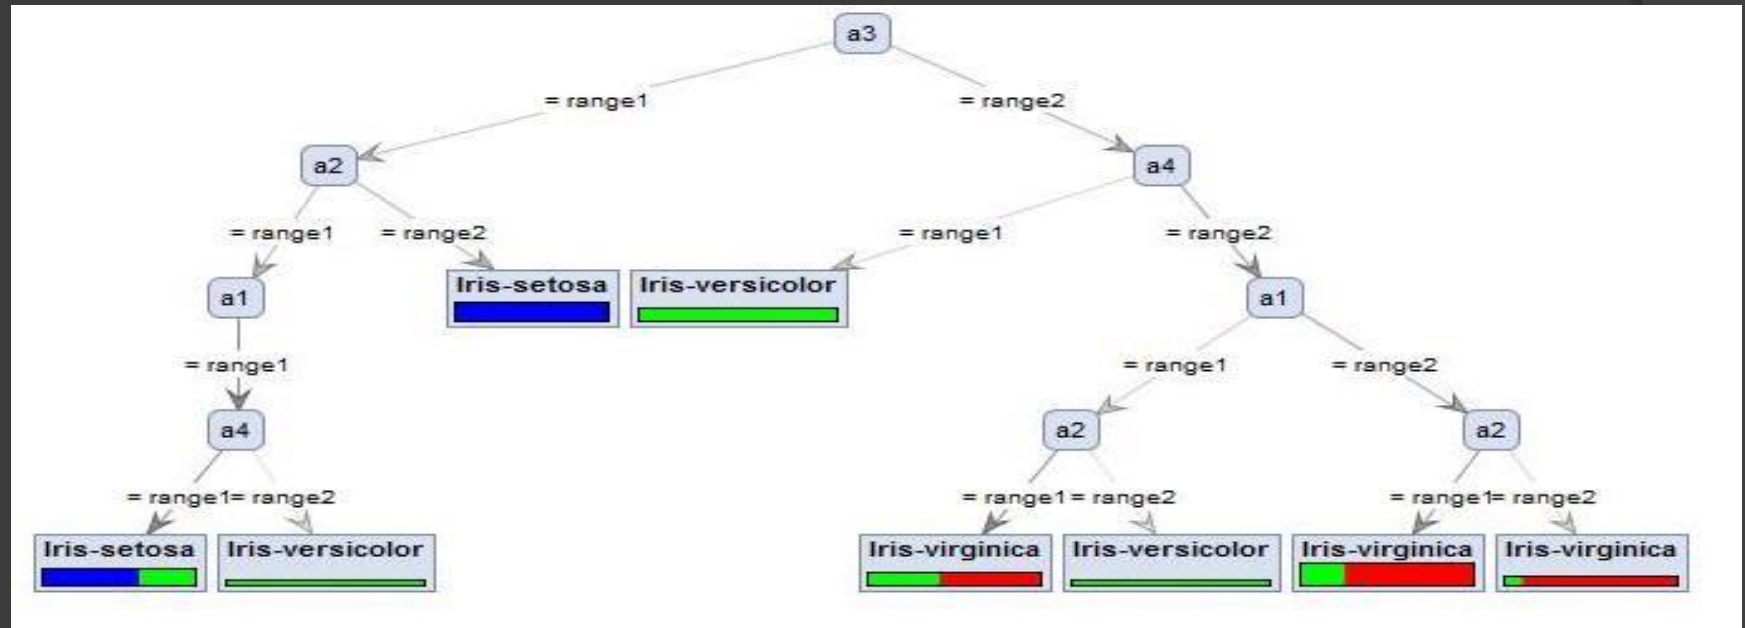 a3
= range1 = range2
a2 a4
= range1 = range2 = range1 = range2
a1 Iris-setosa Iris-versicolor a1
= range1 = range1 = range2
a4 a2 a2
= range1= range2 = range1 = range2 = range1= range2
Iris-setosa Iris-versicolor Iris-virginica Iris-versicolor Iris-virginica Iris-virginica